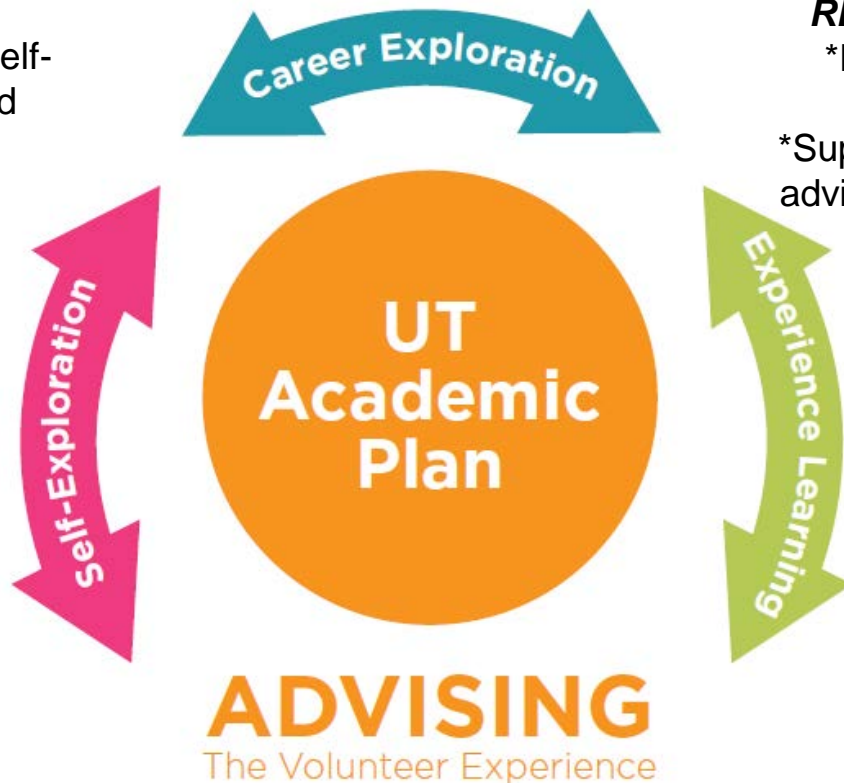 Career Exploration
Self-Exploration
UT
Academic
Plan
Experience Learning
ADVISING
The Volunteer Experience